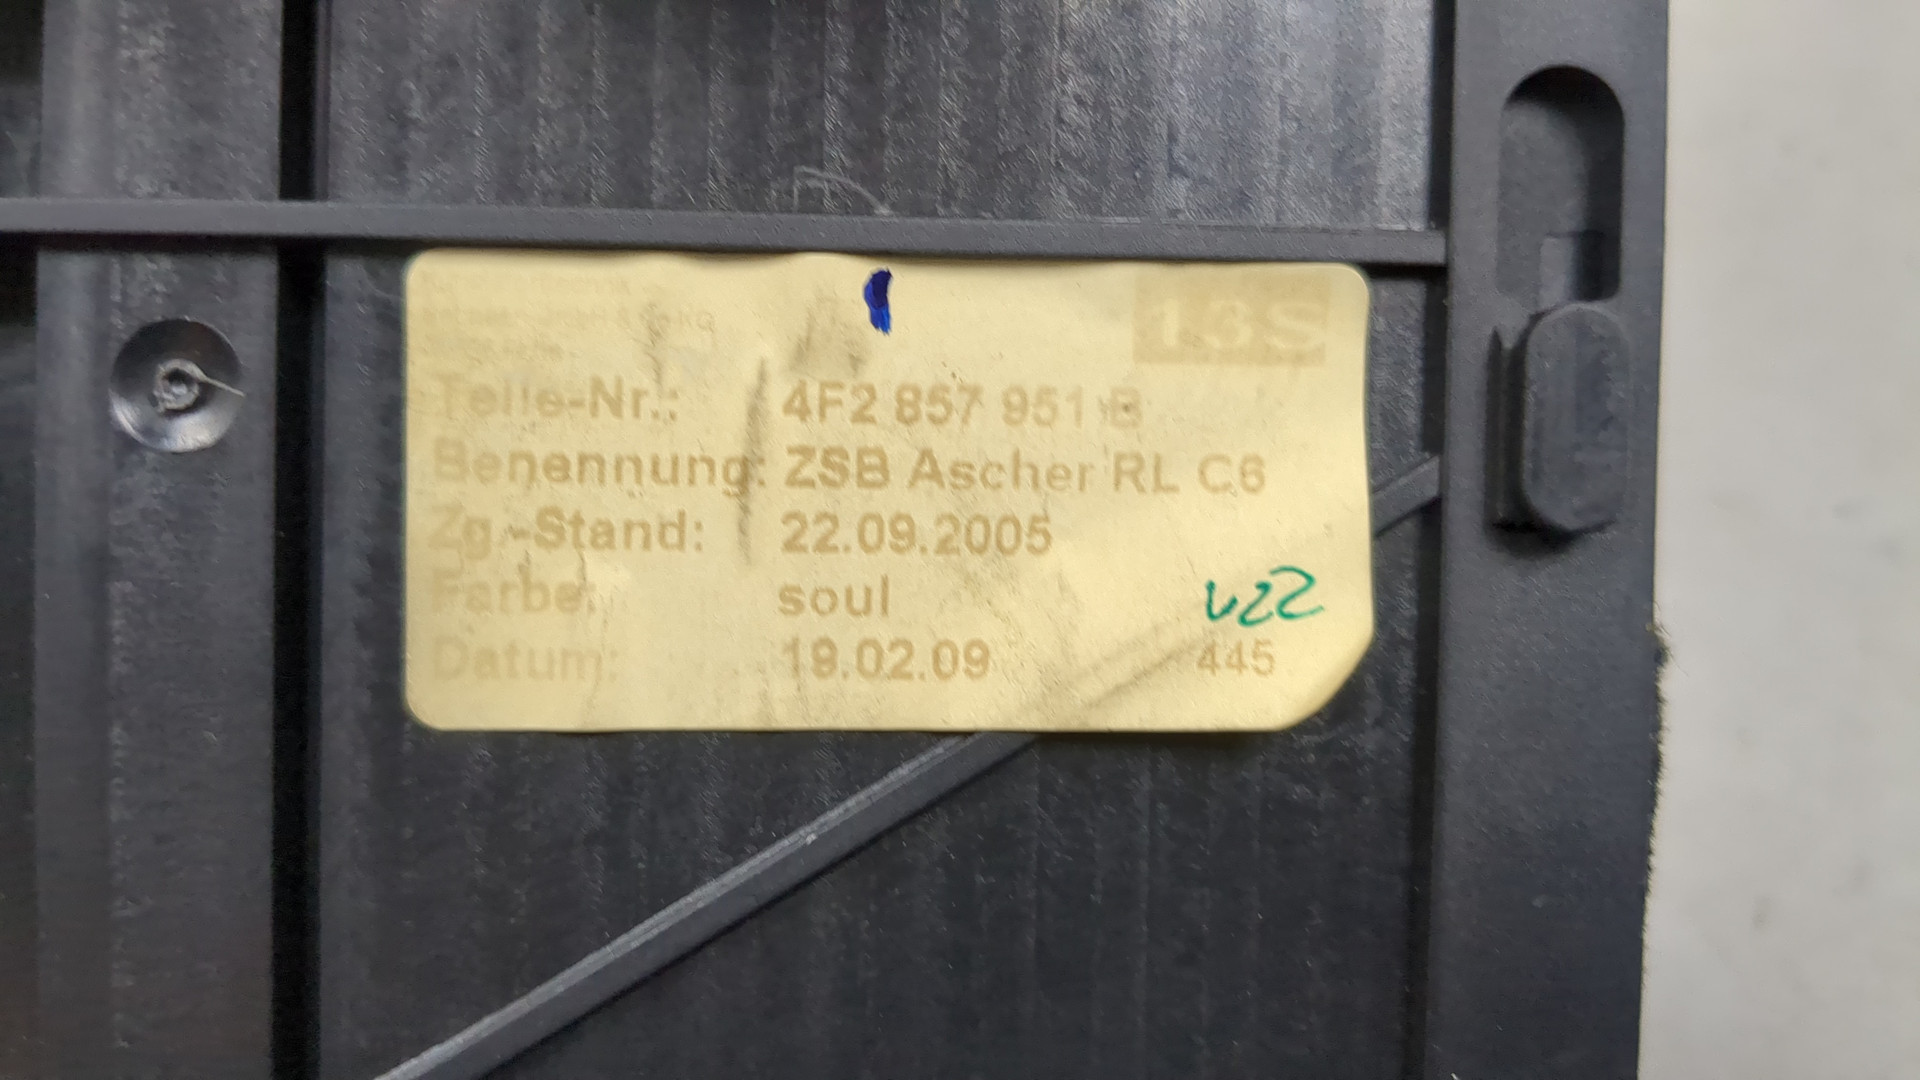 13S
Teile-Nr.: 4F2 857 951 B
Benennung: ZSB Ascher RL C6
Zg.-Stand: 22.09.2005
Farbe: soul
Datum: 19.02.09 445